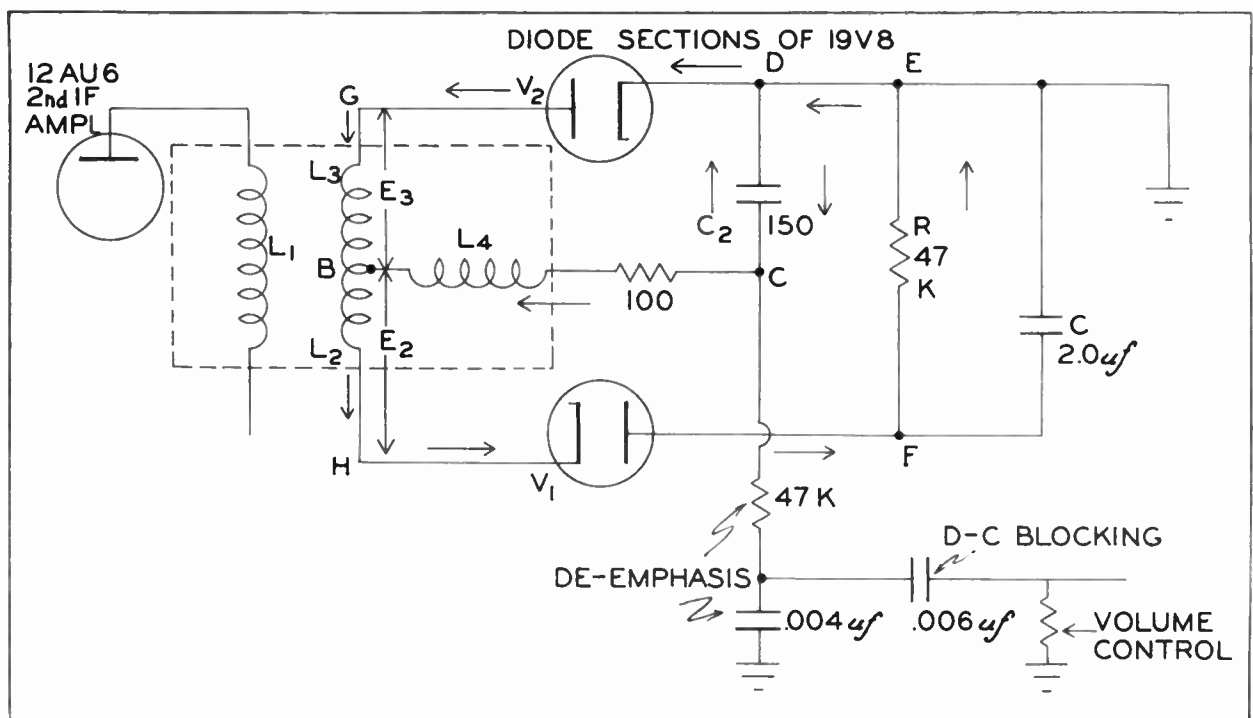 DIODE SECTIONS OF 19V8
12AU6
2nd IF
AMPL
G
V2
D
E
L3
E3
L1
B
L4
C2
150
R
47
K
C
2.0uf
100
C
L2
E2
H
V1
F
47K
D-C BLOCKING
DE-EMPHASIS
.004uf
.006uf
VOLUME
CONTROL